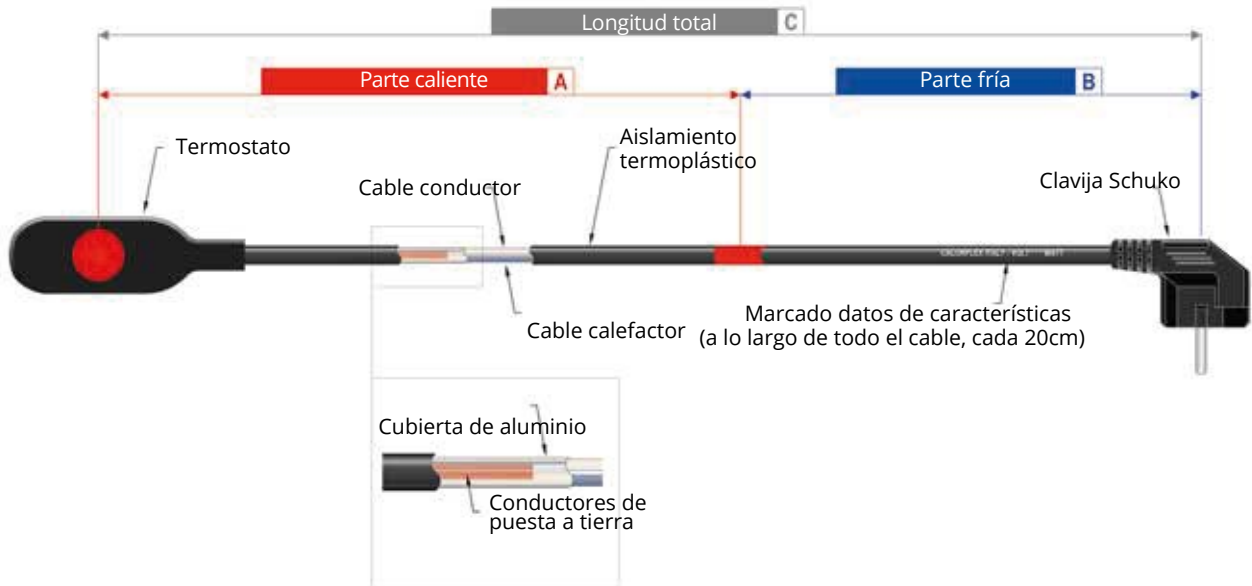 Longitud total C
Parte caliente A
Parte fría B
Termostato
Aislamiento
termoplástico
Cable conductor
Clavija Schuko
Cable calefactor
Marcado datos de características
(a lo largo de todo el cable, cada 20cm)
Cubierta de aluminio
Conductores de
puesta a tierra